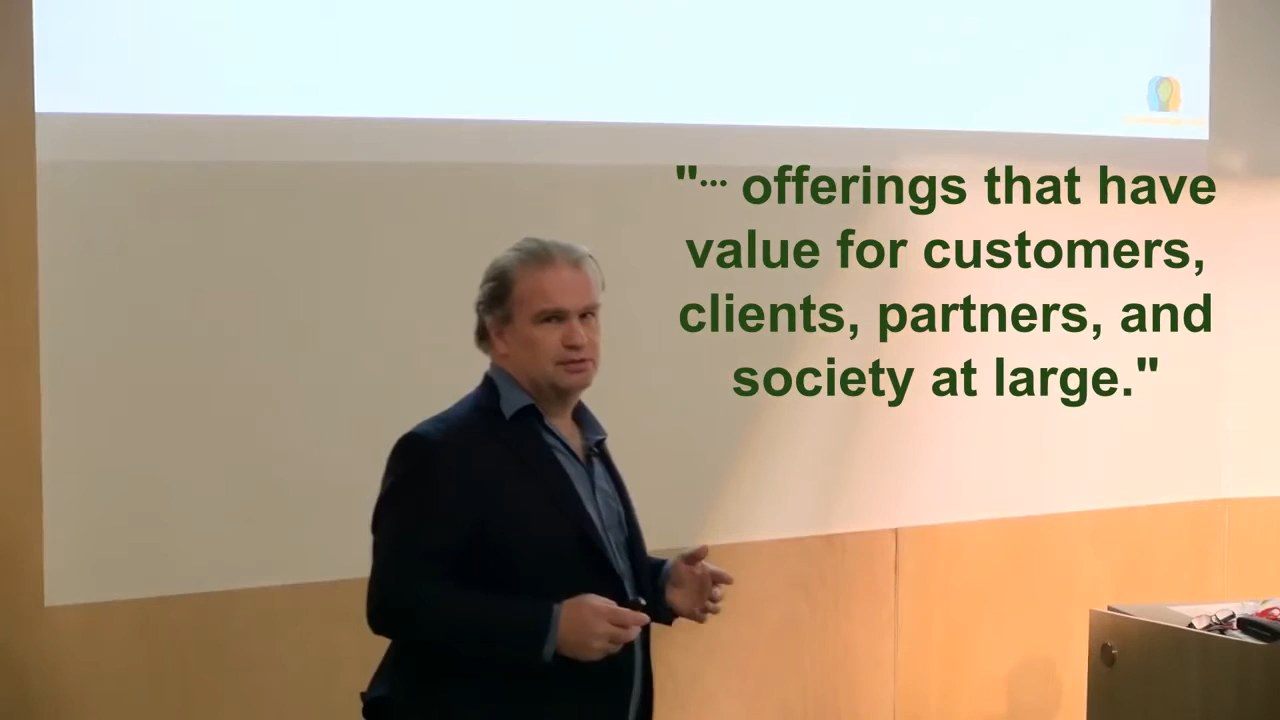 "… offerings that have
value for customers,
clients, partners, and
society at large."